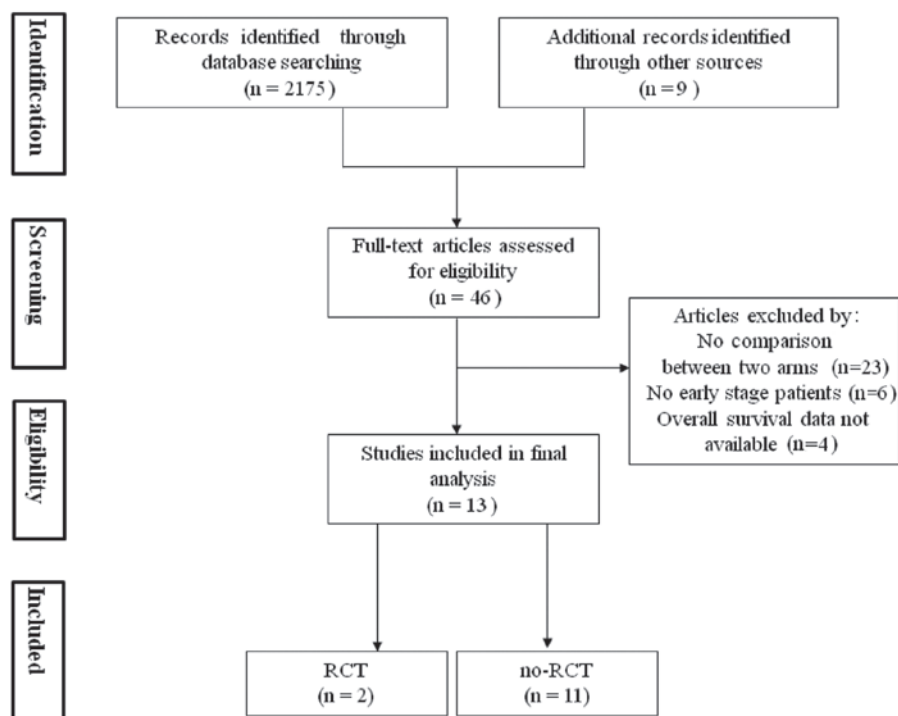 Identification
Records identified through
database searching
(n = 2175)
Additional records identified
through other sources
(n =9 )
Screening
Full-text articles assessed
for eligibility
(n = 46)
Articles excluded by:
No comparison
between two arms (n=23)
No early stage patients (n=6)
Overall survival data not
available (n=4)
Eligibility
Studies included in final
analysis
(n = 13 )
Included
RCT
(n = 2)
no-RCT
(n = 11)